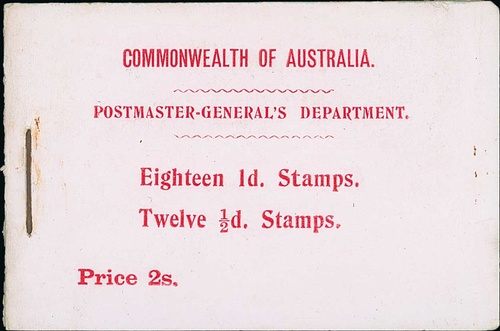 COMMONWEALTH OF AUSTRALIA.
POSTMASTER-GENERAL'S DEPARTMENT.
Eighteen 1d. Stamps.
Twelve ½d. Stamps.
Price 2s.